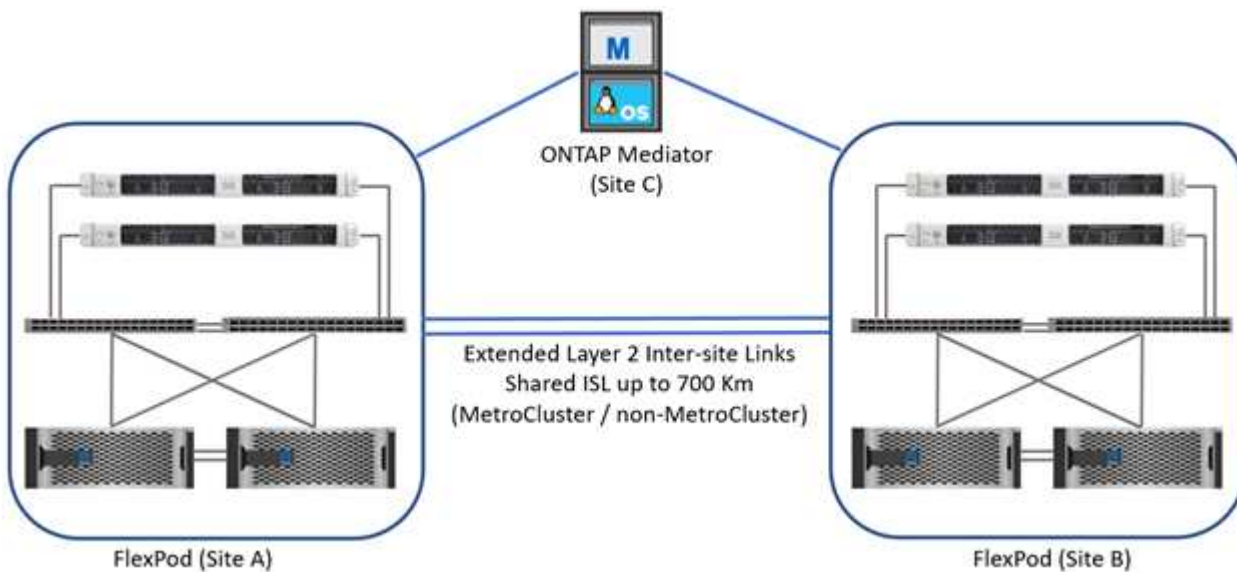 M
OS
ONTAP Mediator
(Site C)
Extended Layer 2 Inter-site Links
Shared ISL up to 700 Km
(MetroCluster / non-MetroCluster)
FlexPod (Site A)
FlexPod (Site B)